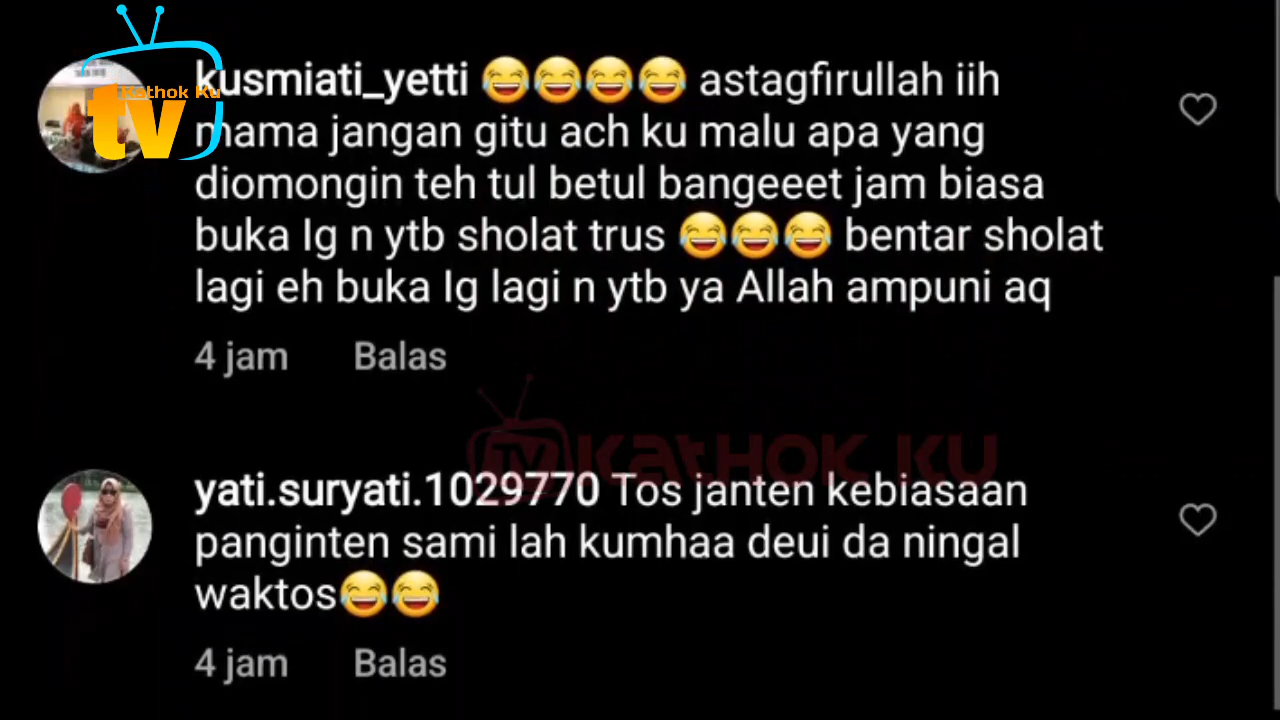 Kathok Ku
tv
kusmiati_yetti 😂😂😂😂 astagfirullah iih
mama jangan gitu ach ku malu apa yang
diomongin teh tul betul bangeeet jam biasa
buka Ig n ytb sholat trus 😂😂😂 bentar sholat
lagi eh buka Ig lagi n ytb ya Allah ampuni aq
4 jam Balas
TV KATHOK KU
yati.suryati.1029770 Tos janten kebiasaan
panginten sami lah kumhaa deui da ningal
waktos😂😂
4 jam Balas